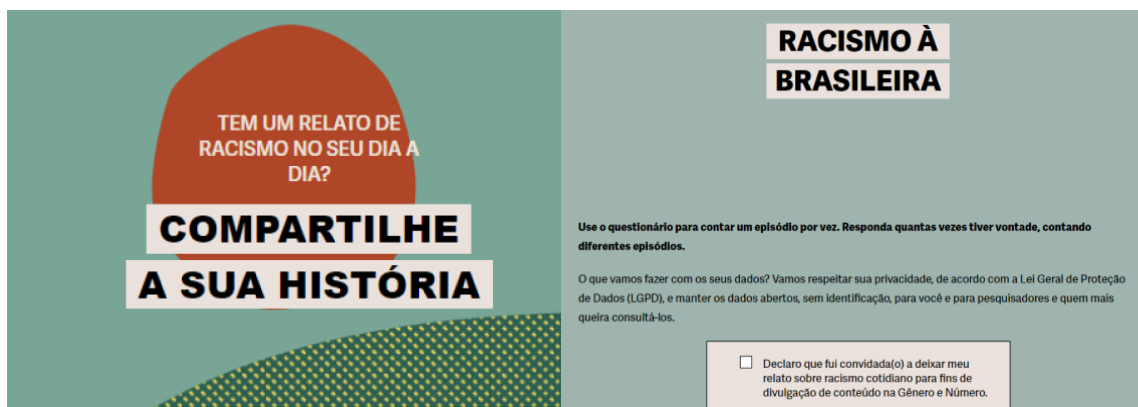 TEM UM RELATO DE
RACISMO NO SEU DIA A
DIA?
COMPARTILHE
A SUA HISTÓRIA
RACISMO À
BRASILEIRA
Use o questionário para contar um episódio por vez. Responda quantas vezes tiver vontade, contando
diferentes episódios.
O que vamos fazer com os seus dados? Vamos respeitar sua privacidade, de acordo com a Lei Geral de Proteção
de Dados (LGPD), e manter os dados abertos, sem identificação, para você e para pesquisadores e quem mais
queira consultá-los.
Declaro que fui convidada(o) a deixar meu
relato sobre racismo cotidiano para fins de
divulgação de conteúdo na Gênero e Número.